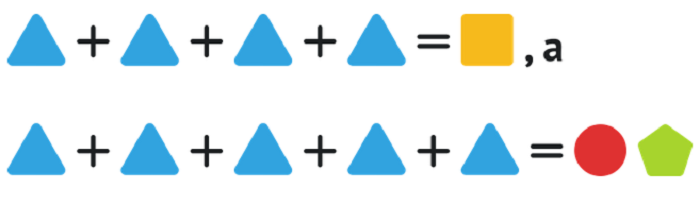 + + + = , a
+ + + + =